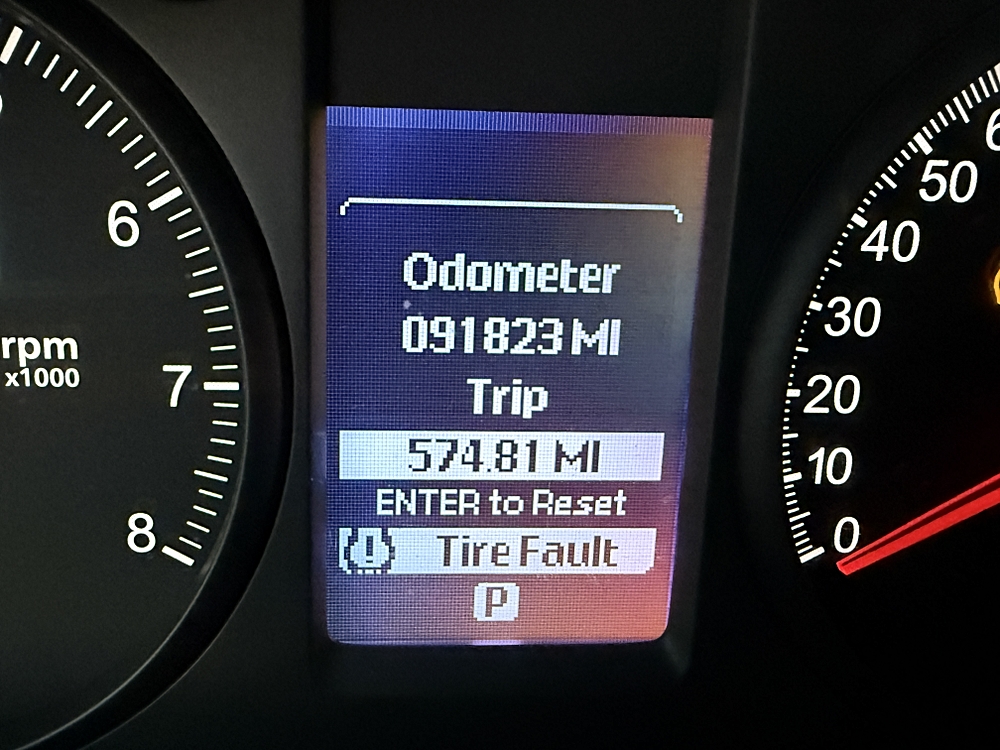 6
rpm
x1000
7
8
Odometer
091823 MI
Trip
574.81 MI
ENTER to Reset
Tire Fault
P
50
40
30
20
10
0